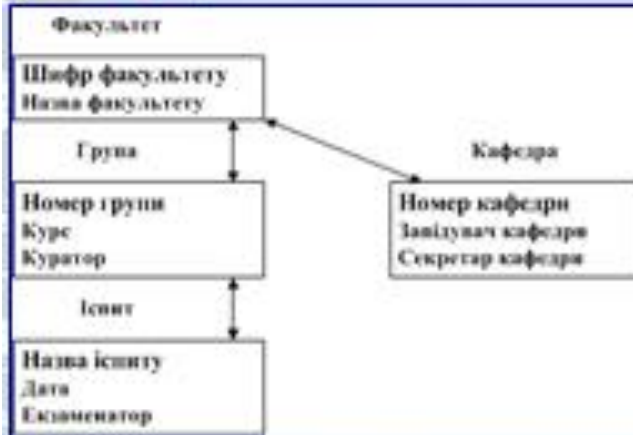 Факультет
Шифр факультету
Назва факультету
Група
Кафедра
Номер групи
Курс
Куратор
Номер кафедри
Завідувач кафедри
Секретар кафедри
Іспит
Назва іспиту
Дата
Екзаменатор